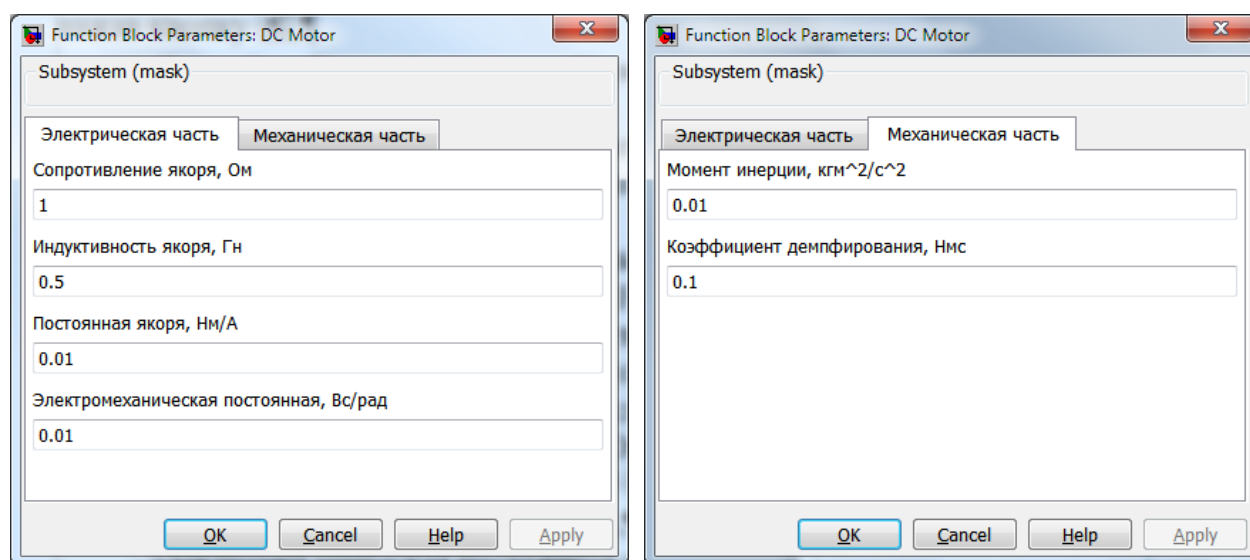 Function Block Parameters: DC Motor
Subsystem (mask)
Электрическая часть Механическая часть
Сопротивление якоря, Ом
1
Индуктивность якоря, Гн
0.5
Постоянная якоря, Нм/А
0.01
Электромеханическая постоянная, Вс/рад
0.01
OK Cancel Help Apply
Function Block Parameters: DC Motor
Subsystem (mask)
Электрическая часть Механическая часть
Момент инерции, кгм^2/с^2
0.01
Коэффициент демпфирования, Нмс
0.1
OK Cancel Help Apply